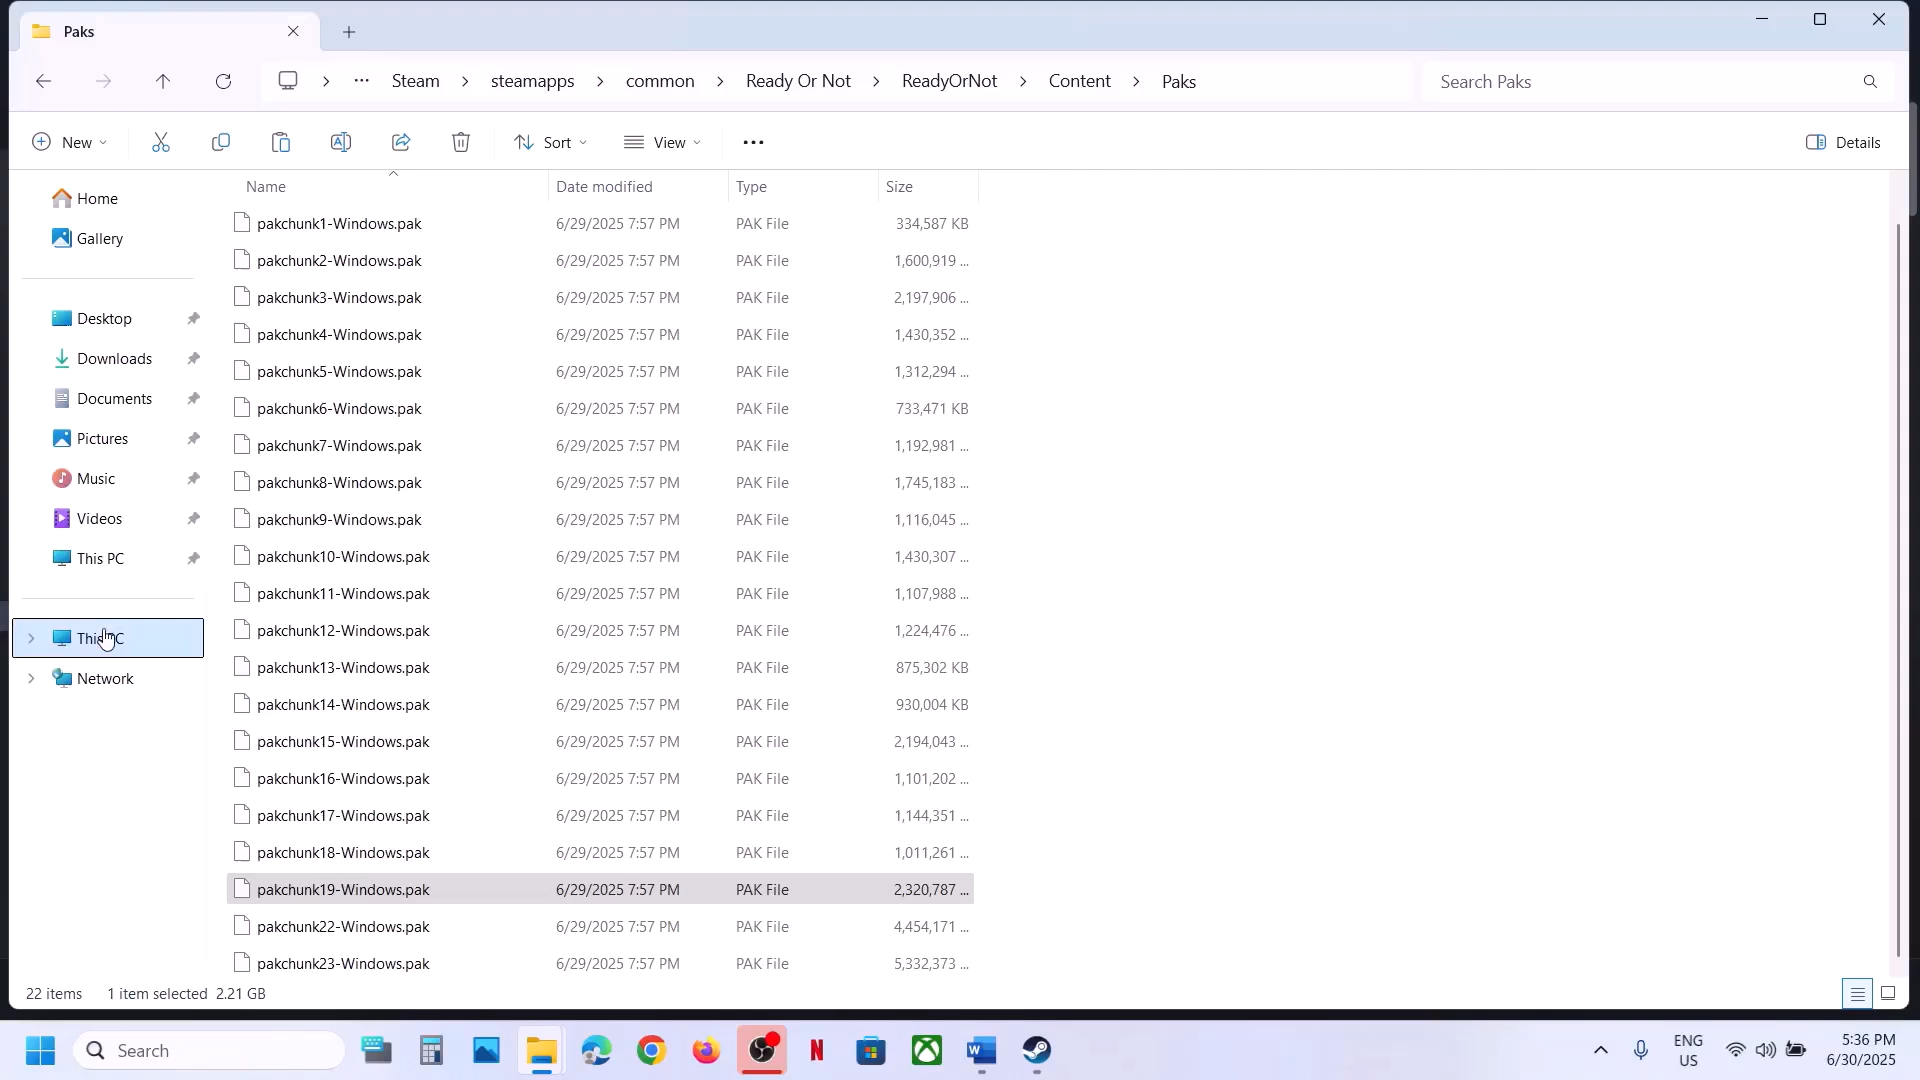 Paks
Steam > steamapps > common > Ready Or Not > ReadyOrNot > Content > Paks
Search Paks
New
Sort
View
Details
Home
Gallery
Desktop
Downloads
Documents
Pictures
Music
Videos
This PC
This PC
Network
Name Date modified Type Size
pakchunk1-Windows.pak 6/29/2025 7:57 PM PAK File 334,587 KB
pakchunk2-Windows.pak 6/29/2025 7:57 PM PAK File 1,600,919 ...
pakchunk3-Windows.pak 6/29/2025 7:57 PM PAK File 2,197,906 ...
pakchunk4-Windows.pak 6/29/2025 7:57 PM PAK File 1,430,352 ...
pakchunk5-Windows.pak 6/29/2025 7:57 PM PAK File 1,312,294 ...
pakchunk6-Windows.pak 6/29/2025 7:57 PM PAK File 733,471 KB
pakchunk7-Windows.pak 6/29/2025 7:57 PM PAK File 1,192,981 ...
pakchunk8-Windows.pak 6/29/2025 7:57 PM PAK File 1,745,183 ...
pakchunk9-Windows.pak 6/29/2025 7:57 PM PAK File 1,116,045 ...
pakchunk10-Windows.pak 6/29/2025 7:57 PM PAK File 1,430,307 ...
pakchunk11-Windows.pak 6/29/2025 7:57 PM PAK File 1,107,988 ...
pakchunk12-Windows.pak 6/29/2025 7:57 PM PAK File 1,224,476 ...
pakchunk13-Windows.pak 6/29/2025 7:57 PM PAK File 875,302 KB
pakchunk14-Windows.pak 6/29/2025 7:57 PM PAK File 930,004 KB
pakchunk15-Windows.pak 6/29/2025 7:57 PM PAK File 2,194,043 ...
pakchunk16-Windows.pak 6/29/2025 7:57 PM PAK File 1,101,202 ...
pakchunk17-Windows.pak 6/29/2025 7:57 PM PAK File 1,144,351 ...
pakchunk18-Windows.pak 6/29/2025 7:57 PM PAK File 1,011,261 ...
pakchunk19-Windows.pak 6/29/2025 7:57 PM PAK File 2,320,787 ...
pakchunk22-Windows.pak 6/29/2025 7:57 PM PAK File 4,454,171 ...
pakchunk23-Windows.pak 6/29/2025 7:57 PM PAK File 5,332,373 ...
22 items 1 item selected 2.21 GB
Search
ENG
US
5:36 PM
6/30/2025